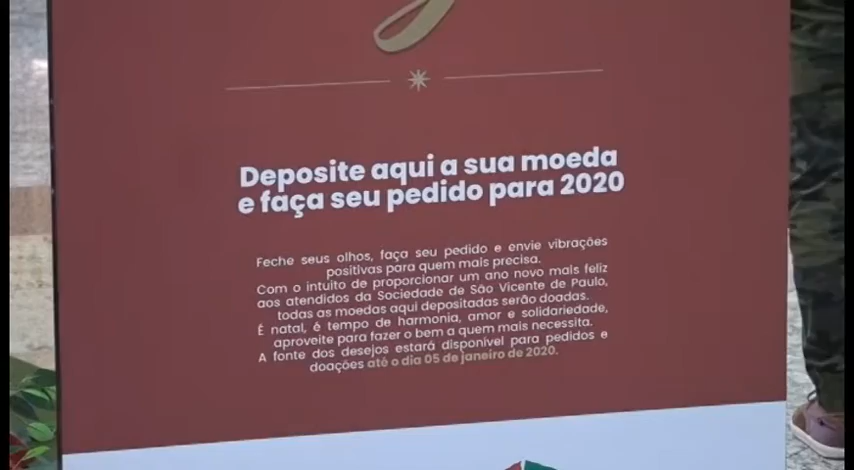 Deposite aqui a sua moeda
e faça seu pedido para 2020
Feche seus olhos, faça seu pedido e envie vibrações
positivas para quem mais precisa.
Com o intuito de proporcionar um ano novo mais feliz
aos atendidos da Sociedade de São Vicente de Paulo,
todas as moedas aqui depositadas serão doadas.
É natal, é tempo de harmonia, amor e solidariedade,
aproveite para fazer o bem a quem mais necessita.
A fonte dos desejos estará disponível para pedidos e
doações até o dia 05 de janeiro de 2020.